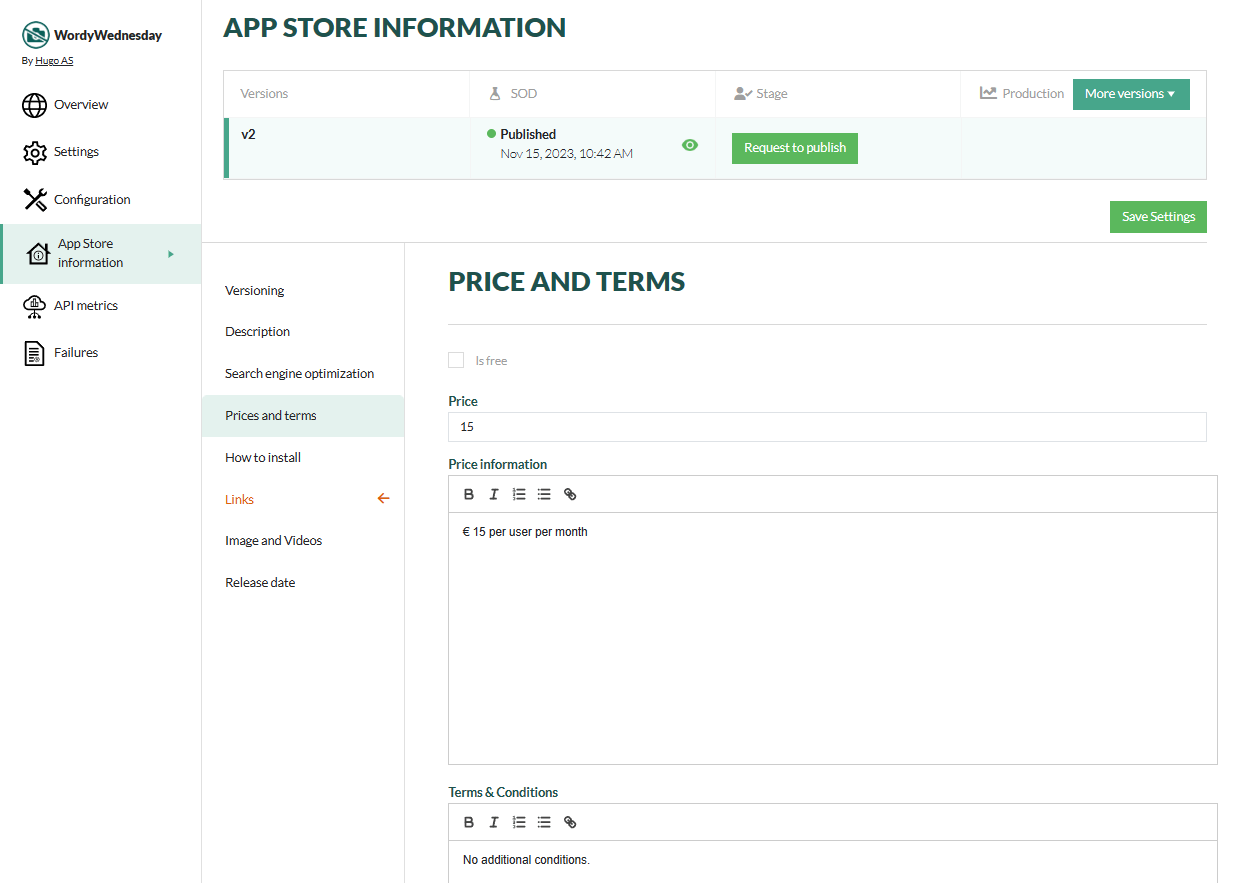 WordyWednesday
By Hugo AS
Overview
Settings
Configuration
App Store
information
API metrics
Failures
APP STORE INFORMATION
Versions
SOD
Stage
Production
More versions
v2
Published
Nov 15, 2023, 10:42 AM
Request to publish
Save Settings
Versioning
Description
Search engine optimization
Prices and terms
How to install
Links
Image and Videos
Release date
PRICE AND TERMS
Is free
Price
15
Price information
B I
€ 15 per user per month
Terms & Conditions
B I
No additional conditions.